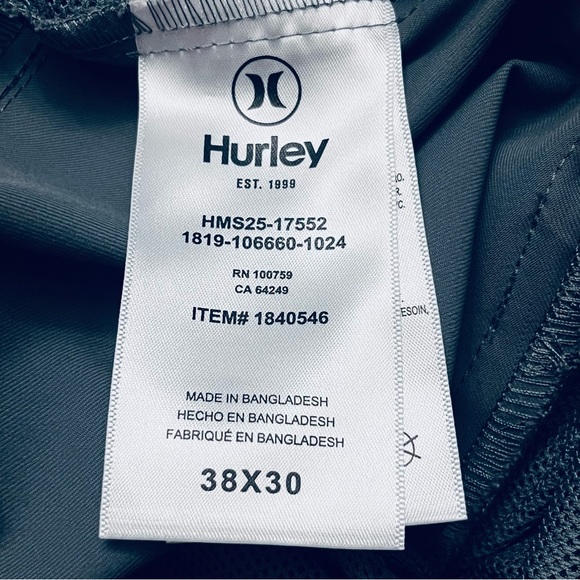 Hurley
EST. 1999
HMS25-17552
1819-106660-1024
RN 100759
CA 64249
ITEM# 1840546
MADE IN BANGLADESH
HECHO EN BANGLADESH
FABRIQUÉ EN BANGLADESH
38X30
ESOIN,